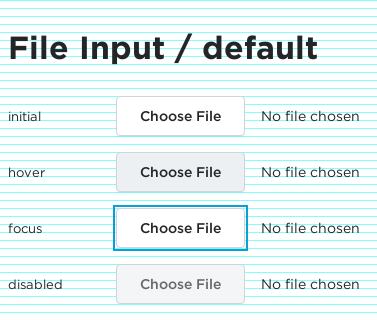 File Input / default
initial Choose File No file chosen
hover Choose File No file chosen
focus Choose File No file chosen
disabled Choose File No file chosen